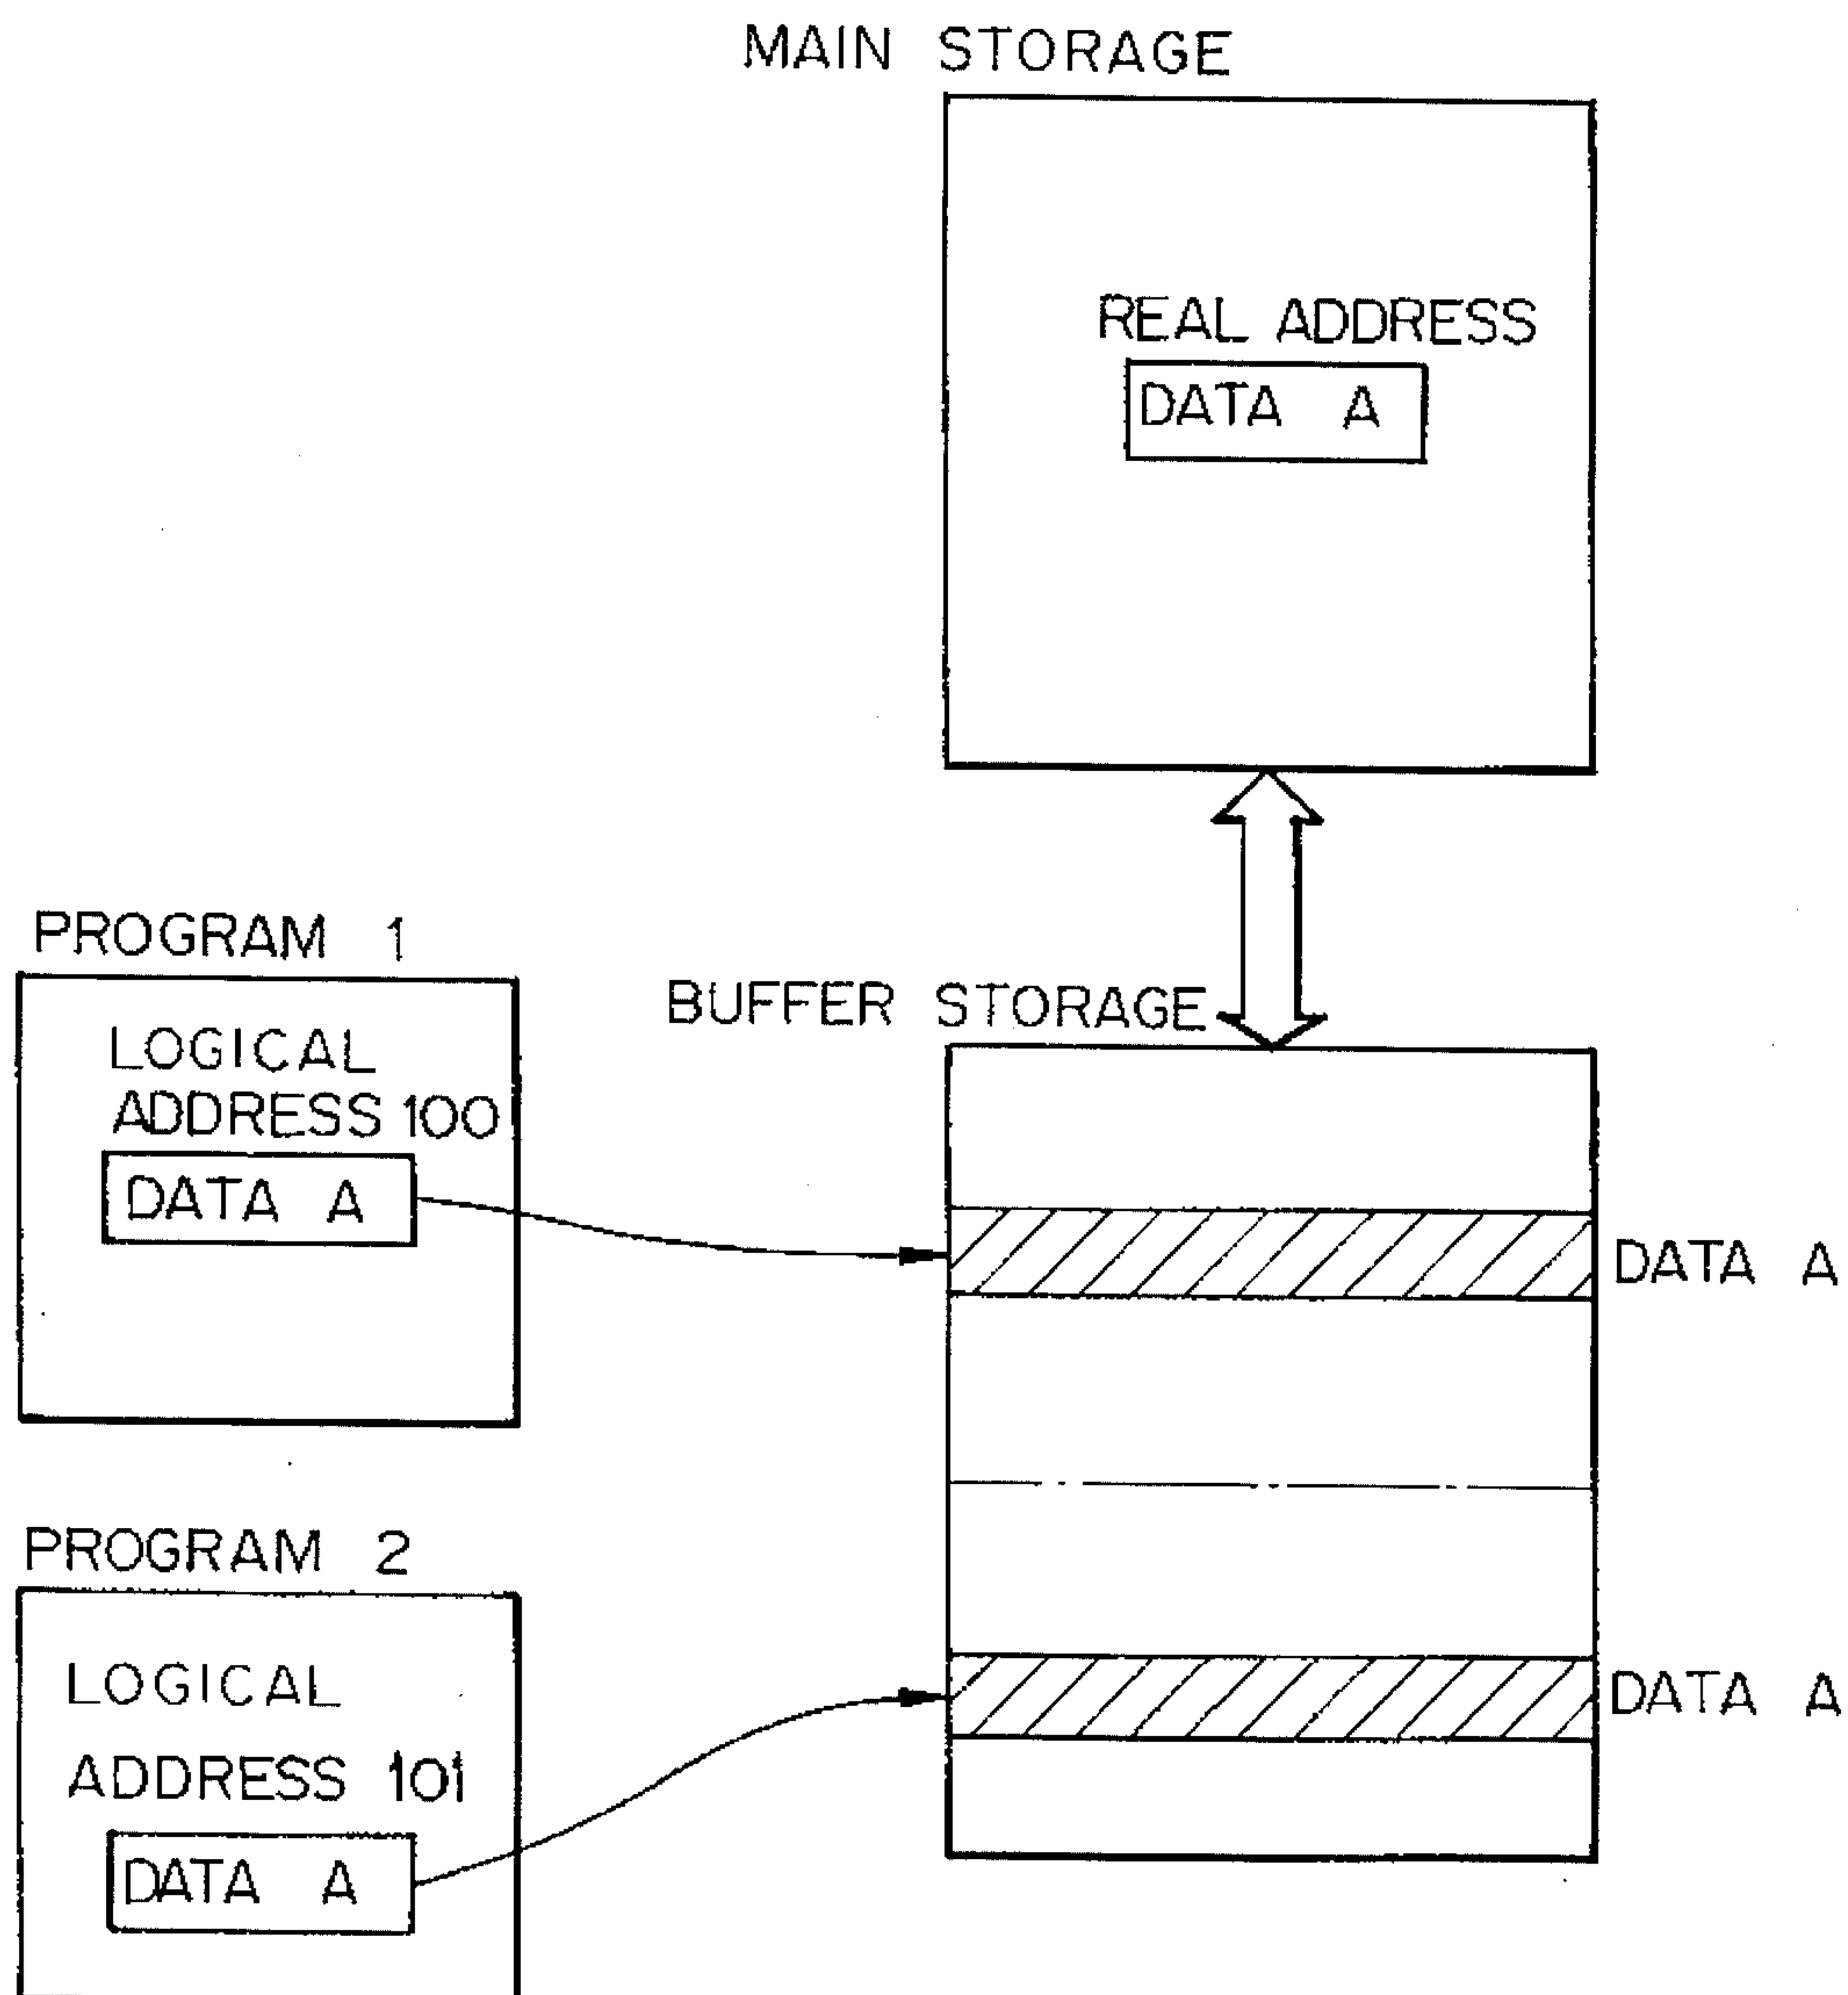 MAIN STORAGE
REAL ADDRESS
DATA A
PROGRAM 1
LOGICAL
ADDRESS 100
DATA A
BUFFER STORAGE
DATA A
PROGRAM 2
LOGICAL
ADDRESS 101
DATA A
DATA A